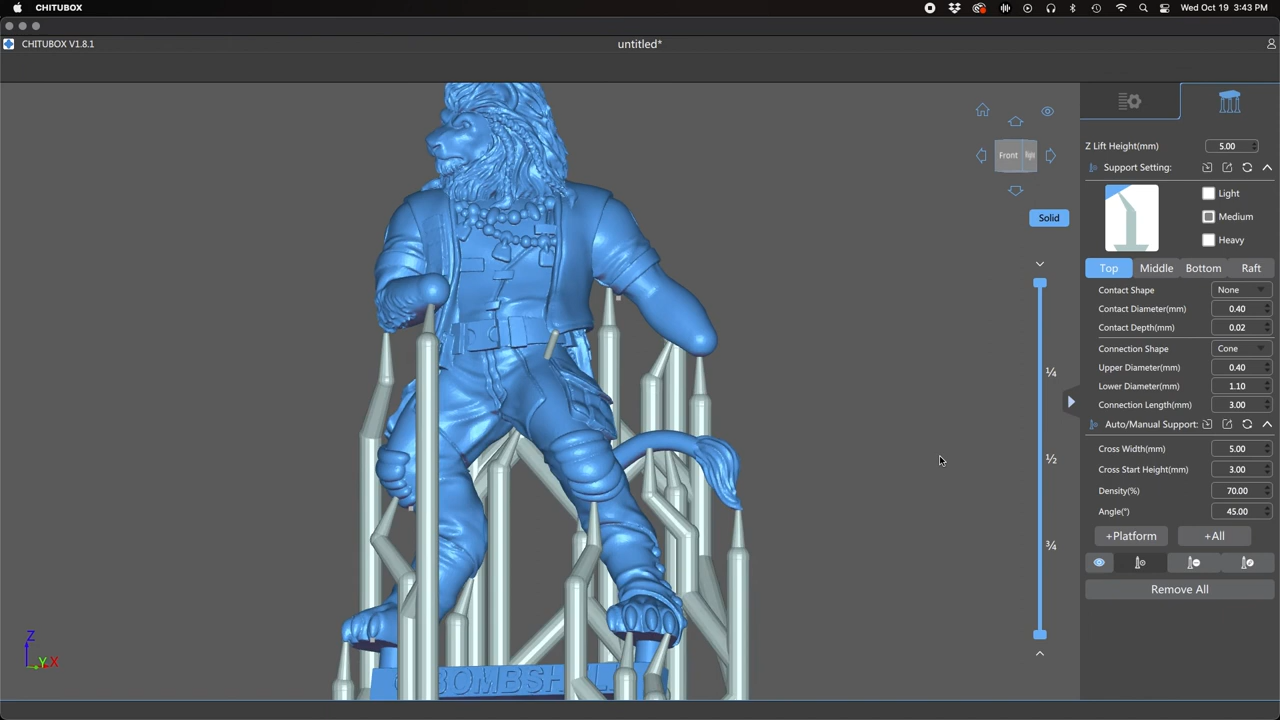 CHITUBOX
Wed Oct 19 3:43 PM
CHITUBOX V1.8.1
untitled*
Front
Solid
¼
½
¾
Z Lift Height(mm) 5.00
Support Setting:
Light
Medium
Heavy
Top Middle Bottom Raft
Contact Shape None
Contact Diameter(mm) 0.40
Contact Depth(mm) 0.02
Connection Shape Cone
Upper Diameter(mm) 0.40
Lower Diameter(mm) 1.10
Connection Length(mm) 3.00
Auto/Manual Support:
Cross Width(mm) 5.00
Cross Start Height(mm) 3.00
Density(%) 70.00
Angle(°) 45.00
+Platform +All
Remove All
Z
Y X